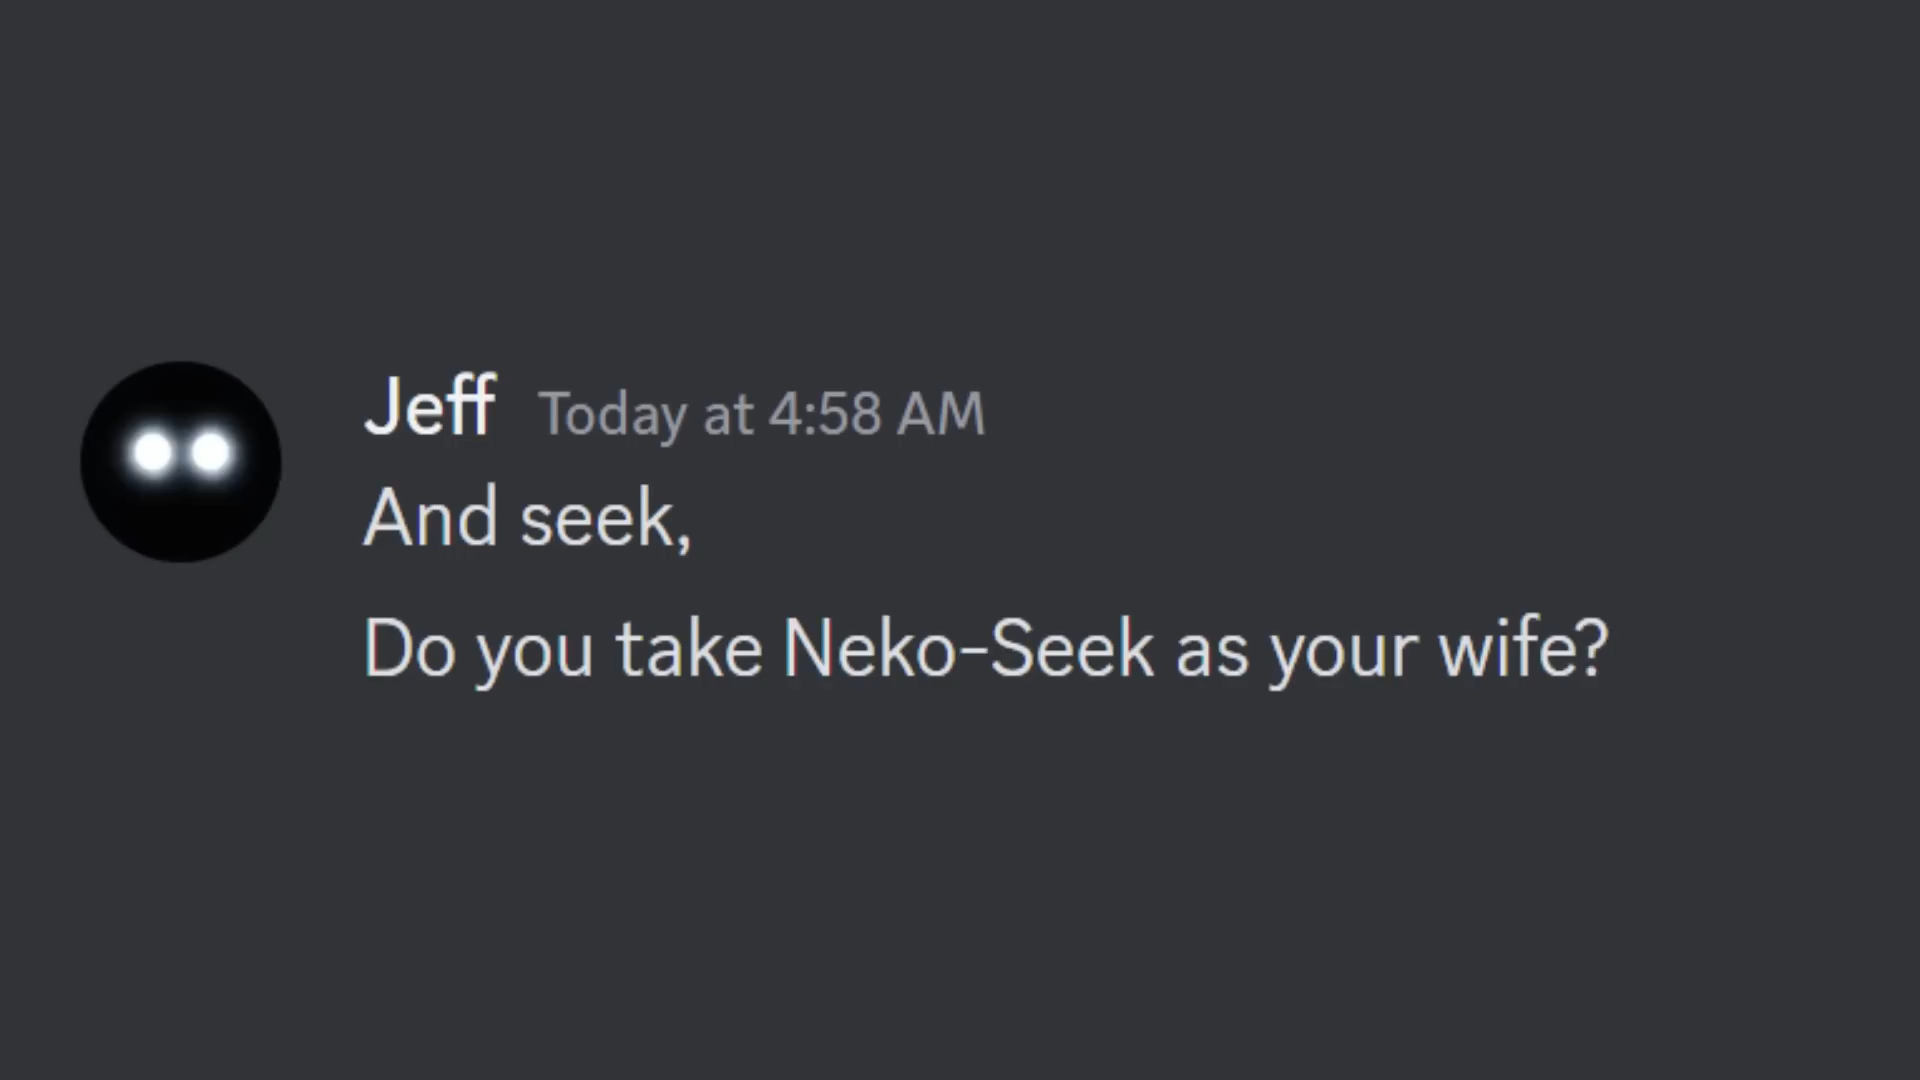 Jeff Today at 4:58 AM
And seek,
Do you take Neko-Seek as your wife?